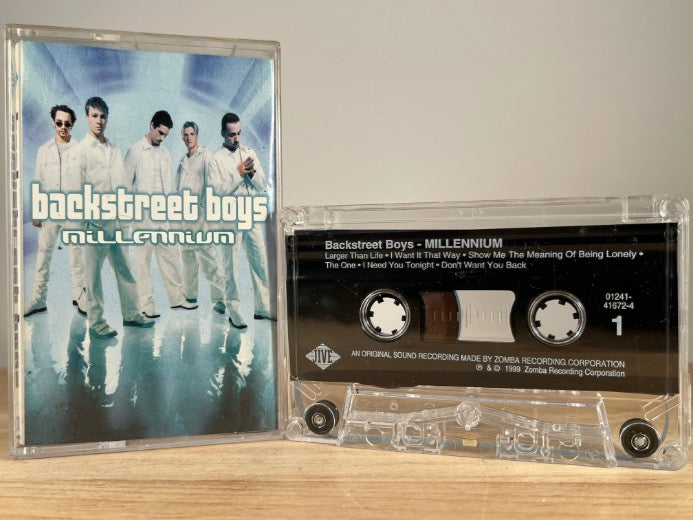 backstreet boys
millennium
Backstreet Boys - MILLENNIUM
Larger Than Life • I Want It That Way • Show Me The Meaning Of Being Lonely •
The One • I Need You Tonight • Don't Want You Back
01241-
41672-4
1
JIVE
AN ORIGINAL SOUND RECORDING MADE BY ZOMBA RECORDING CORPORATION
℗ & © 1999 Zomba Recording Corporation